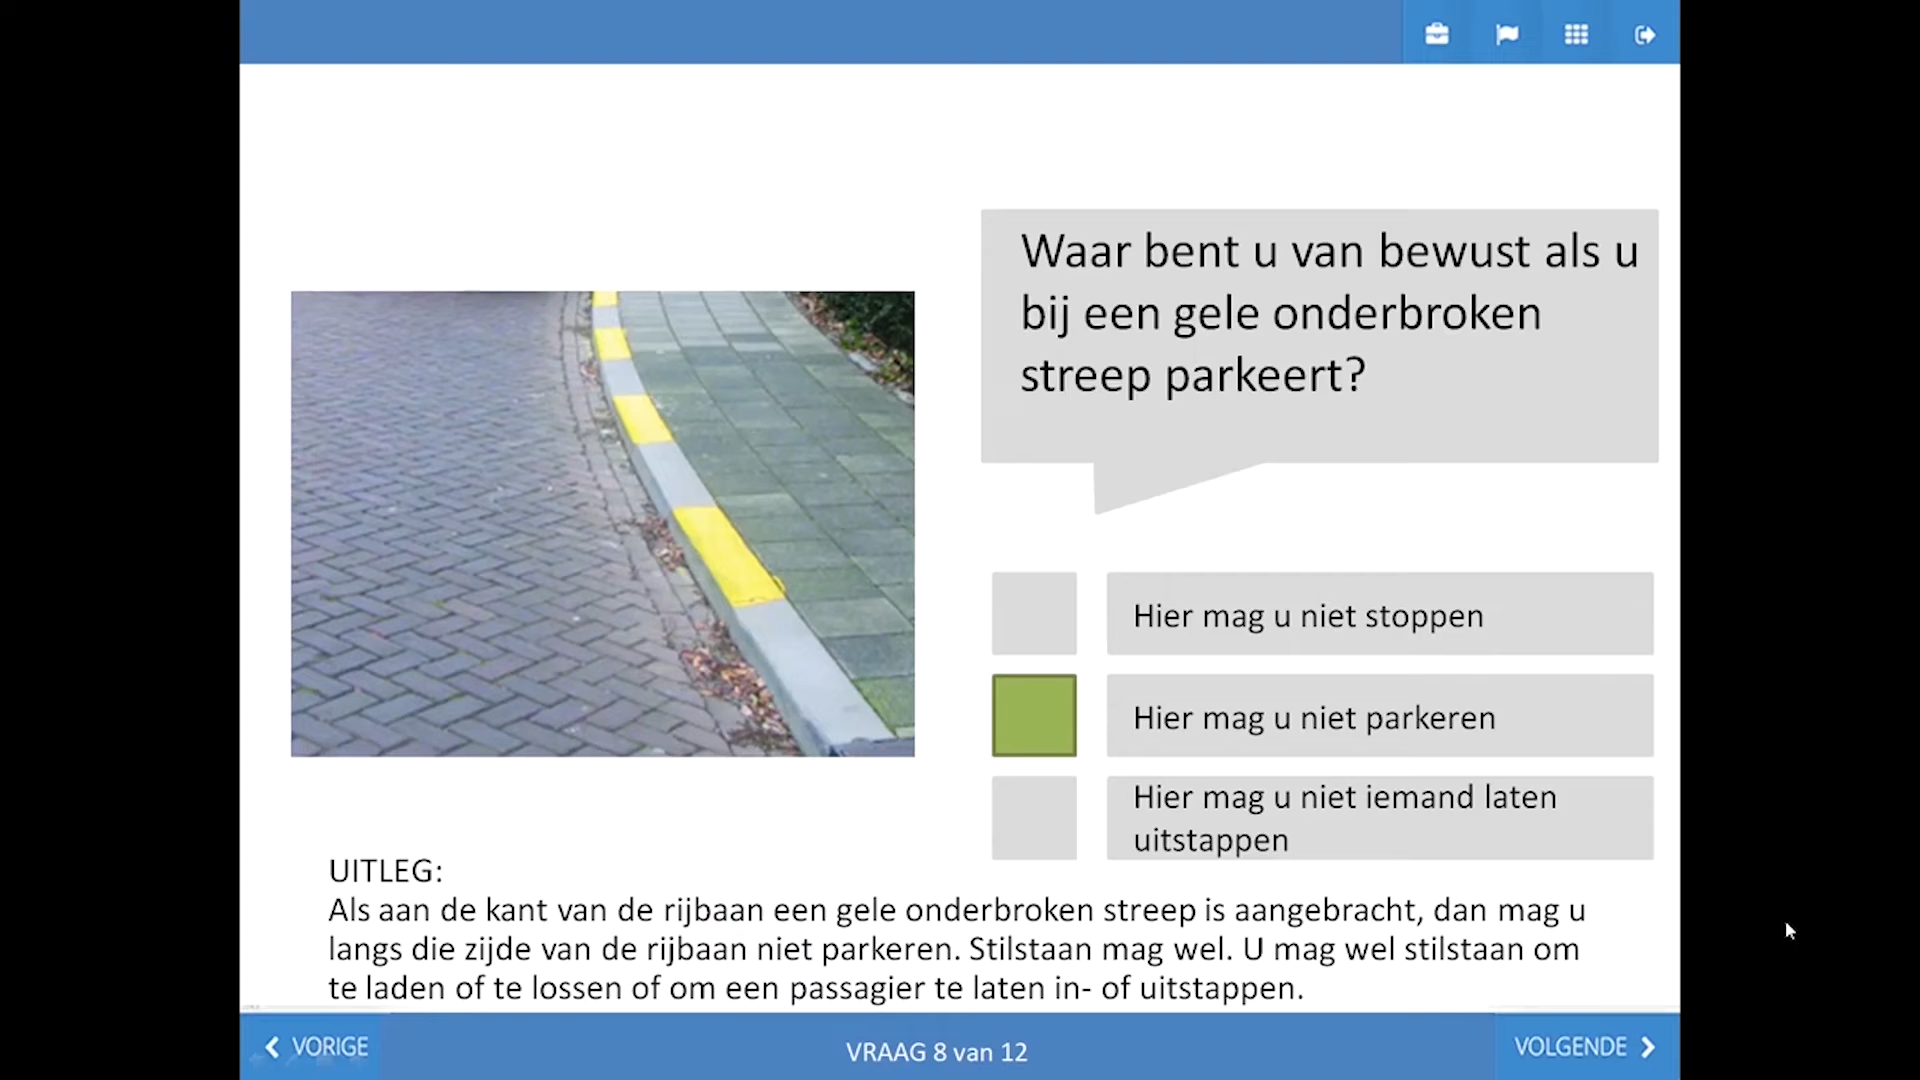 Waar bent u van bewust als u
bij een gele onderbroken
streep parkeert?
Hier mag u niet stoppen
Hier mag u niet parkeren
Hier mag u niet iemand laten
uitstappen
UITLEG:
Als aan de kant van de rijbaan een gele onderbroken streep is aangebracht, dan mag u
langs die zijde van de rijbaan niet parkeren. Stilstaan mag wel. U mag wel stilstaan om
te laden of te lossen of om een passagier te laten in- of uitstappen.
VORIGE
VRAAG 8 van 12
VOLGENDE